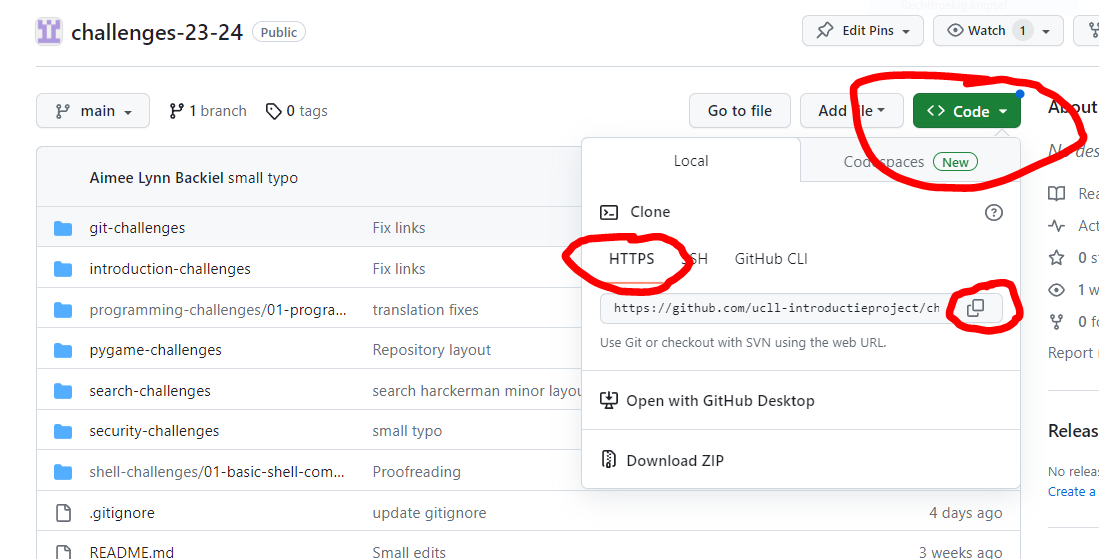 challenges-23-24 Public
Edit Pins
Watch 1
main
1 branch
0 tags
Go to file
Add file
<> Code
About
Aimee Lynn Backiel small typo
git-challenges Fix links
introduction-challenges Fix links
programming-challenges/01-progra... translation fixes
pygame-challenges Repository layout
search-challenges search harckerman minor layou
security-challenges small typo
shell-challenges/01-basic-shell-com... Proofreading
.gitignore update gitignore 4 days ago
README.md Small edits 3 weeks ago
Local
Codespaces New
Clone
HTTPS SSH GitHub CLI
https://github.com/ucll-introductieproject/ch
Use Git or checkout with SVN using the web URL.
Open with GitHub Desktop
Download ZIP
No des
Rea
Act
0 st
1 w
0 fo
Report
Releas
No relea
Create a